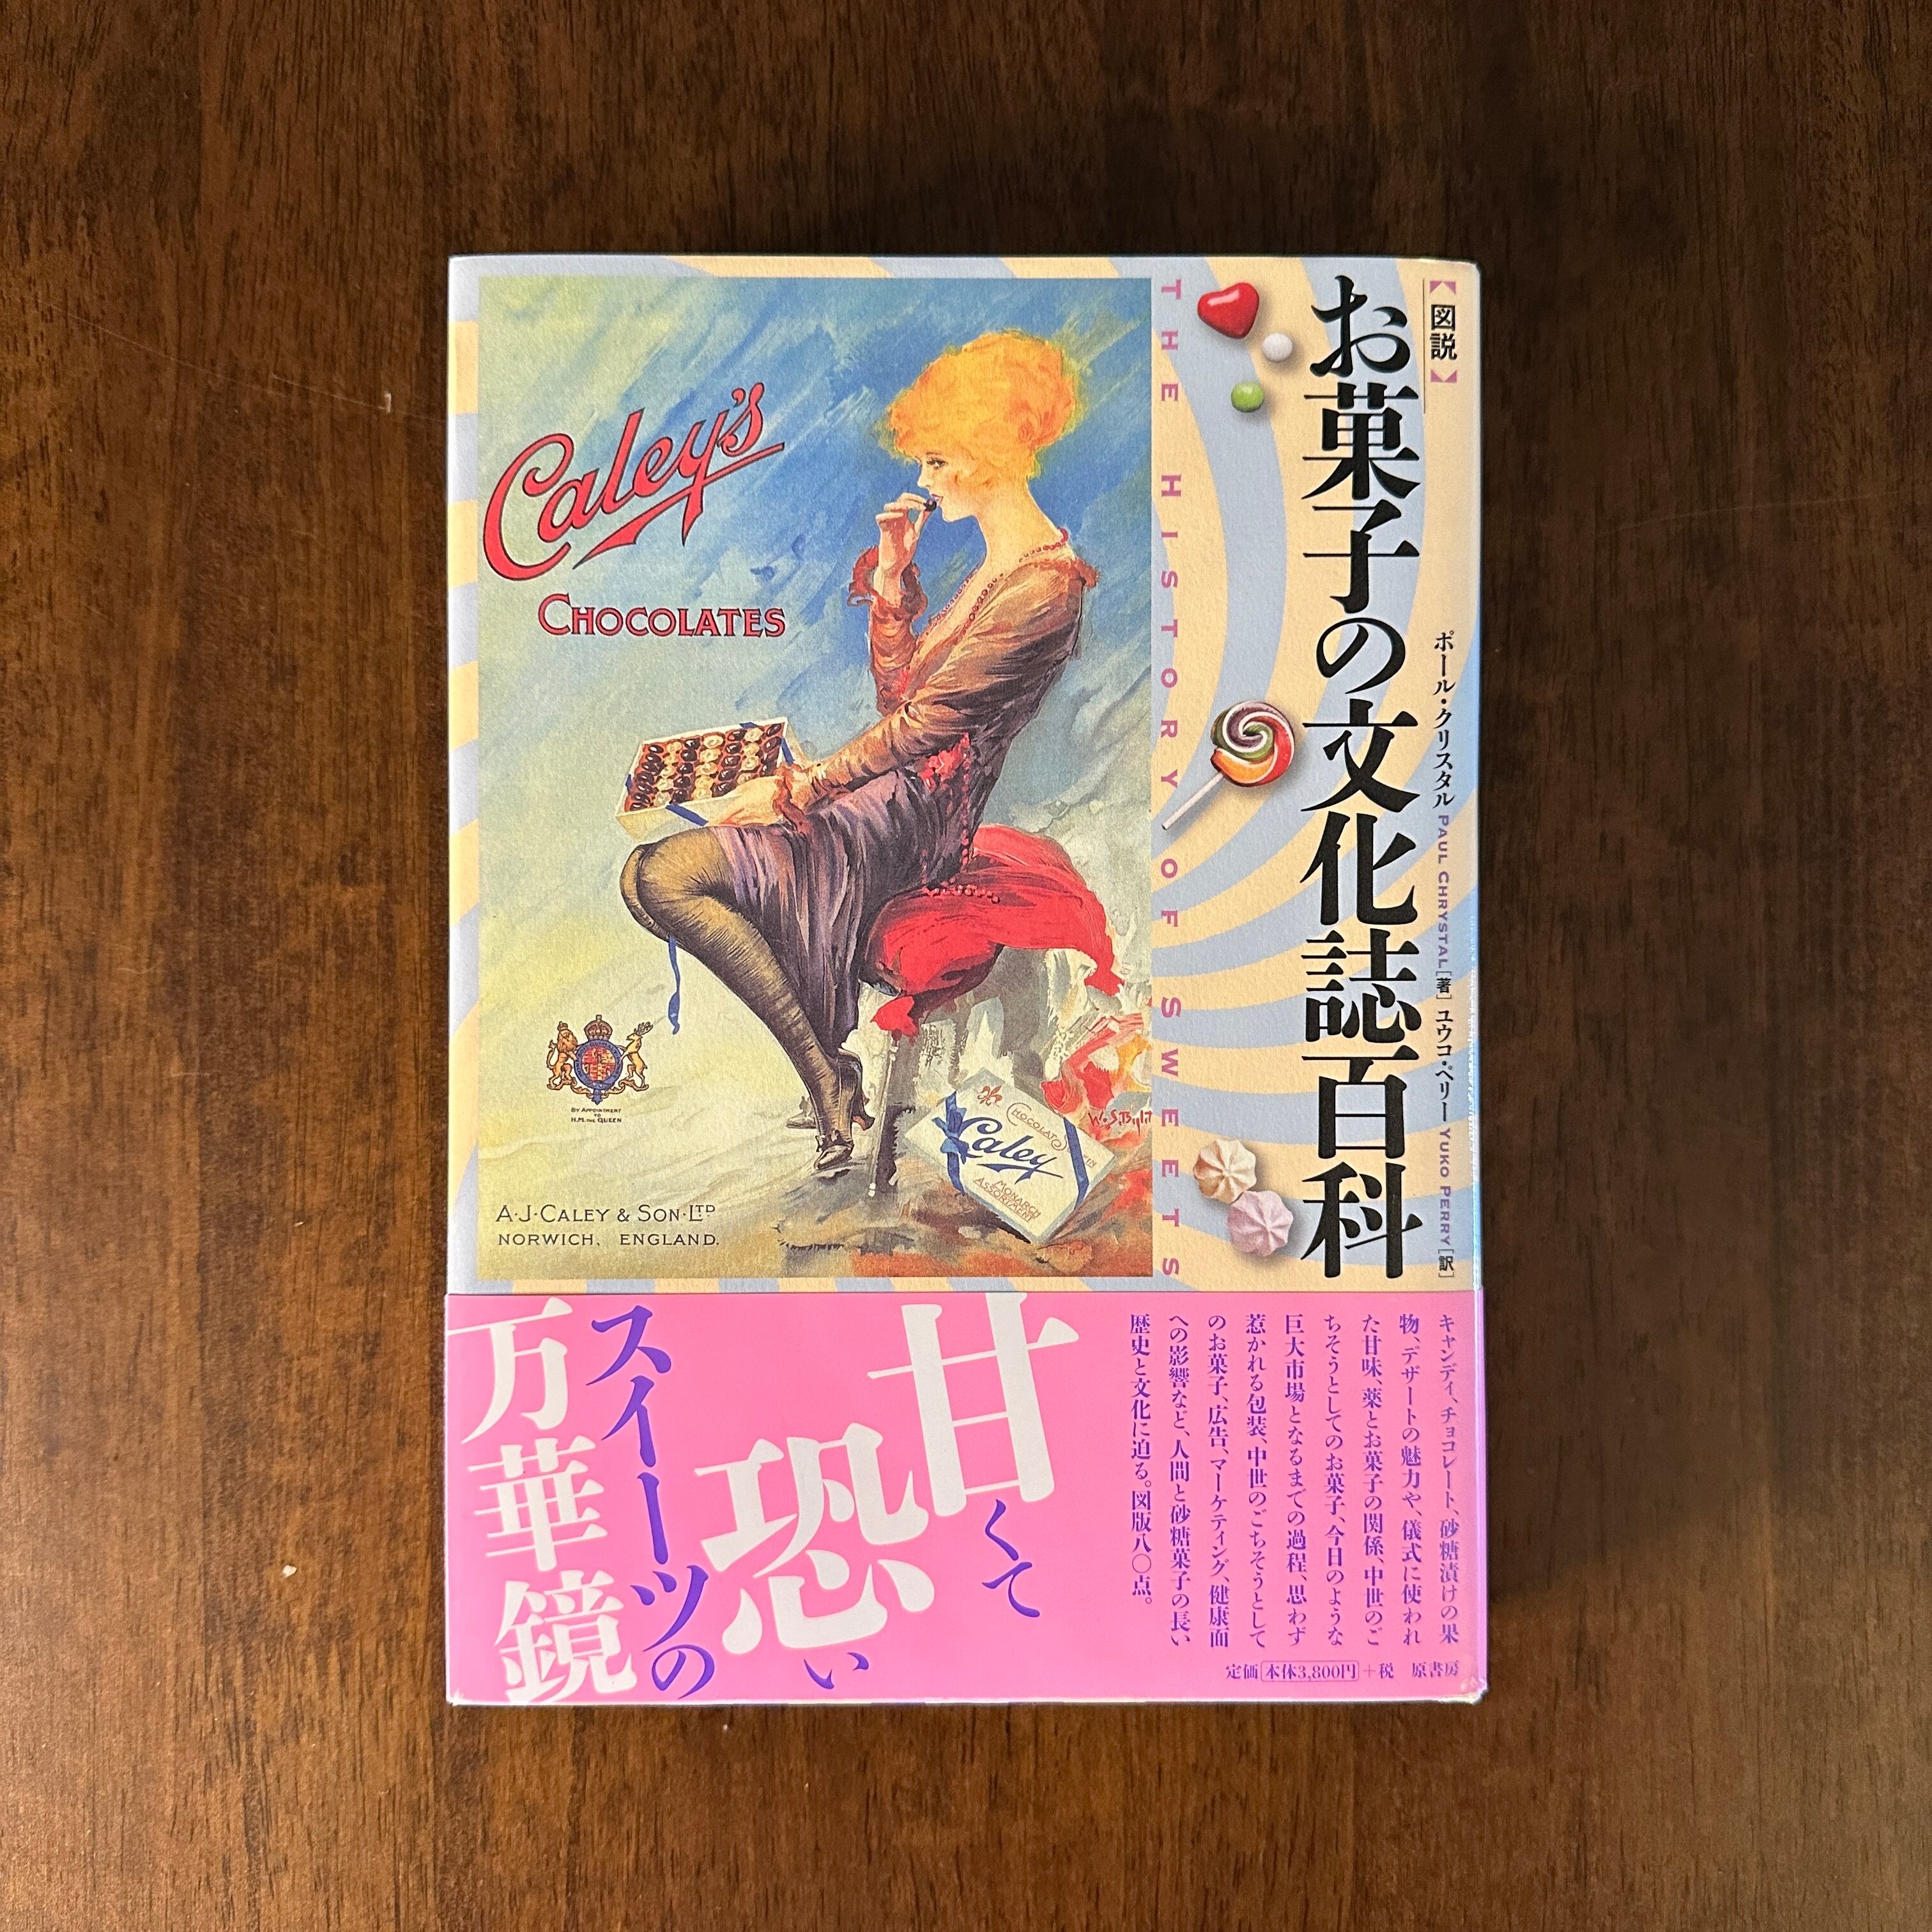 【図説】
お菓子の文化誌百科
ポール・クリスタル PAUL CHRYSTAL[著] ユウコ・ペリー YUKO PERRY[訳]
THE HISTORY OF SWEETS
Caley's
CHOCOLATES
BY APPOINTMENT
TO
H.M. THE QUEEN
CHOCOLATS
Caley
MONARCH
ASSORTMENT
A·J·CALEY & SON·LTD
NORWICH, ENGLAND.
キャンディ、チョコレート、砂糖漬けの果
物、デザートの魅力や、儀式に使われ
た甘味、薬とお菓子の関係、中世のご
ちそうとしてのお菓子、今日のような
巨大市場となるまでの過程、思わず
惹かれる包装、中世のごちそうとして
のお菓子、広告、マーケティング、健康面
への影響など、人間と砂糖菓子の長い
歴史と文化に迫る。図版八〇点。
甘くて
恐い
スイーツの
万華鏡
定価 本体3,800円 +税 原書房